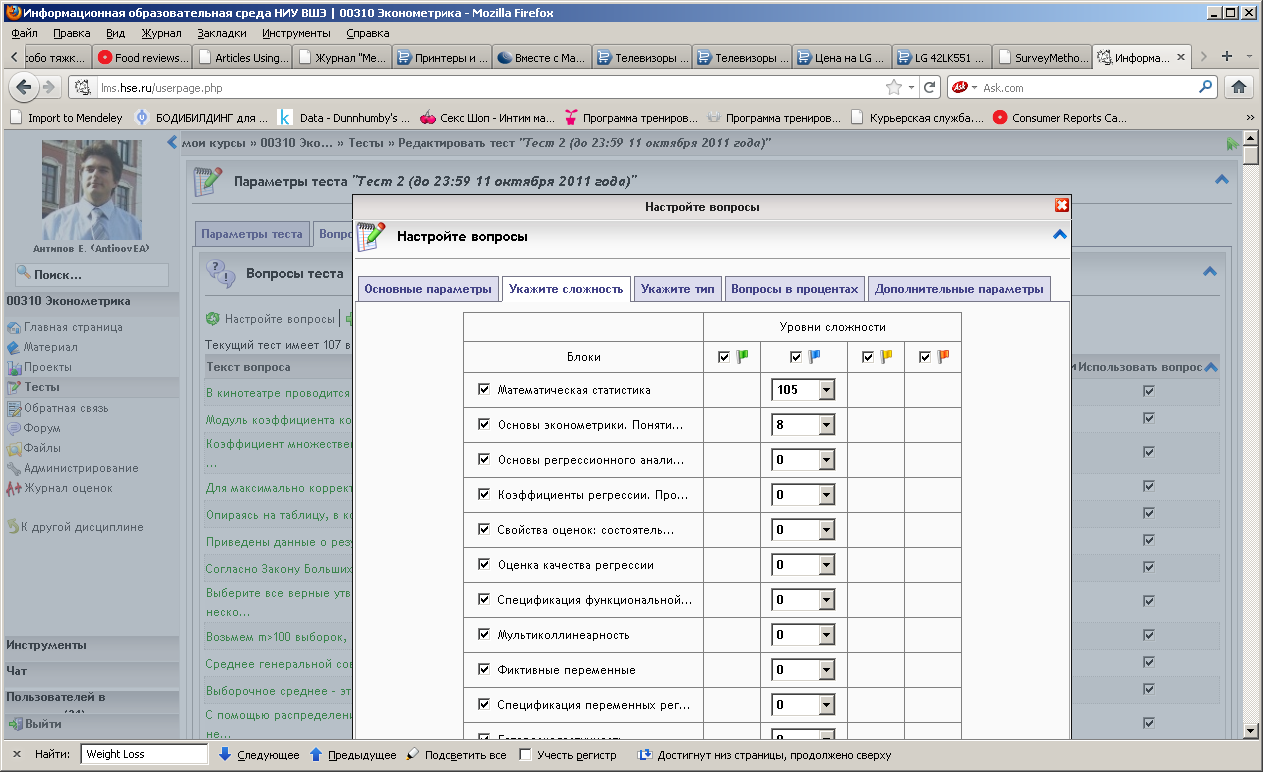 Информационная образовательная среда НИУ ВШЭ | 00310 Эконометрика - Mozilla Firefox
Файл Правка Вид Журнал Закладки Инструменты Справка
обо тяжк... Food reviews... Articles Using... Журнал "Ме... Принтеры и ... Вместе с Ма... Телевизоры ... Телевизоры ... Цена на LG ... LG 42LK551 ... SurveyMetho... Информа...
lms.hse.ru/userpage.php Ask Ask.com
Import to Mendeley БОДИБИЛДИНГ для ... Data - Dunnhumby's ... Секс Шоп - Интим ма... Программа трениров... Программа трениров... Курьерская служба.... Consumer Reports Ca...
мои курсы » 00310 Эко... » Тесты » Редактировать тест "Тест 2 (до 23:59 11 октября 2011 года)"
Параметры теста "Тест 2 (до 23:59 11 октября 2011 года)"
Антипов Е. (AntipovEA)
Поиск...
00310 Эконометрика
Главная страница
Материал
Проекты
Тесты
Обратная связь
Форум
Файлы
Администрирование
Журнал оценок
К другой дисциплине
Инструменты
Чат
Пользователей в
(24)
Выйти
Параметры теста Вопро
Вопросы теста
Настройте вопросы
Текущий тест имеет 107 в
Текст вопроса
Использовать вопрос
В кинотеатре проводится
Модуль коэффициента ко
Коэффициент множествен
...
Для максимально коррект
Опираясь на таблицу, в ко
Приведены данные о резу
Согласно Закону Больших
Выберите все верные утв
неско...
Возьмем m>100 выборок,
Среднее генеральной сов
Выборочное среднее - эт
С помощью распределени
не...
Настройте вопросы
Настройте вопросы
Основные параметры Укажите сложность Укажите тип Вопросы в процентах Дополнительные параметры
Уровни сложности
Блоки
Математическая статистика 105
Основы эконометрики. Поняти... 8
Основы регрессионного анали... 0
Коэффициенты регрессии. Про... 0
Свойства оценок: состоятель... 0
Оценка качества регрессии 0
Спецификация функциональной... 0
Мультиколлинеарность 0
Фиктивные переменные 0
Спецификация переменных рег... 0
Найти: Weight Loss Следующее Предыдущее Подсветить все Учесть регистр Достигнут низ страницы, продолжено сверху